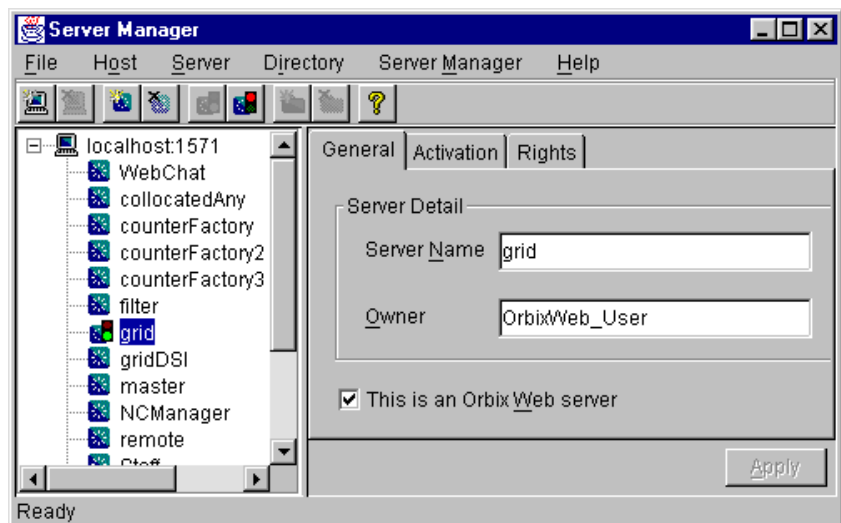 Server Manager
File Host Server Directory Server Manager Help
localhost:1571
WebChat
collocatedAny
counterFactory
counterFactory2
counterFactory3
filter
grid
gridDSI
master
NCManager
remote
General Activation Rights
Server Detail
Server Name grid
Owner OrbixWeb_User
This is an Orbix Web server
Apply
Ready